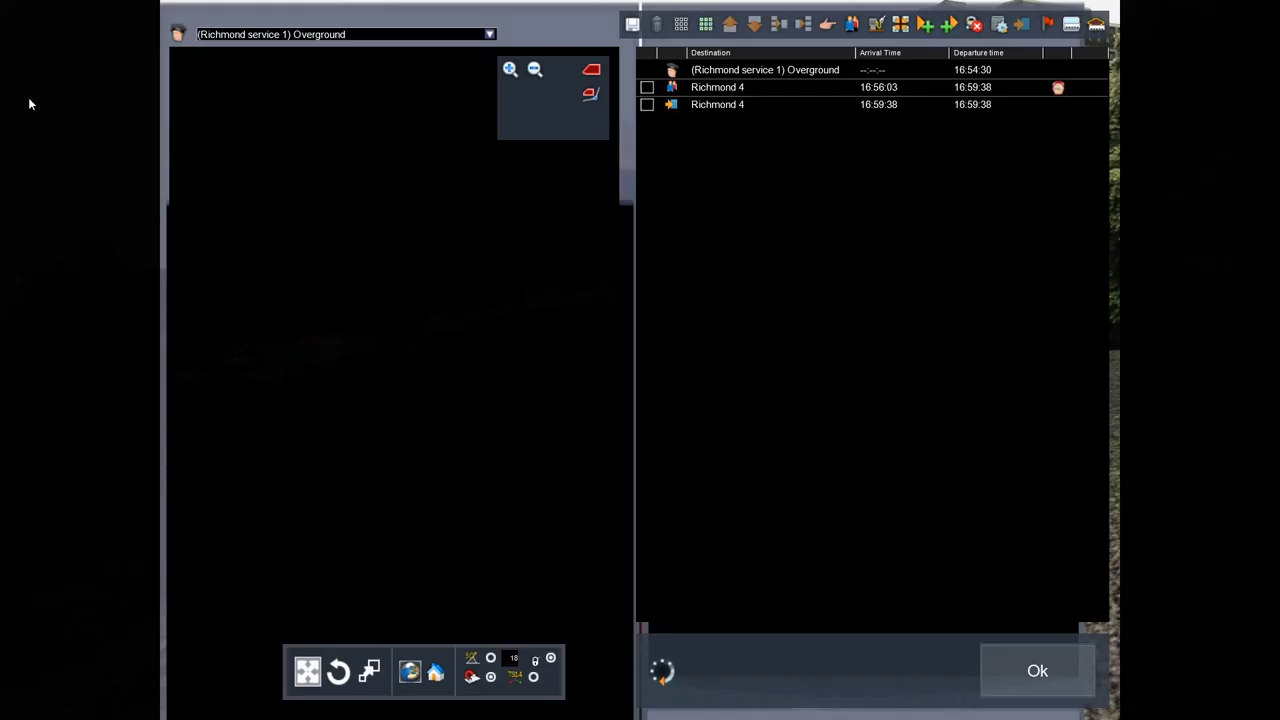 (Richmond service 1) Overground
Destination Arrival Time Departure time
(Richmond service 1) Overground --:--:-- 16:54:30
Richmond 4 16:56:03 16:59:38
Richmond 4 16:59:38 16:59:38
18
Ok